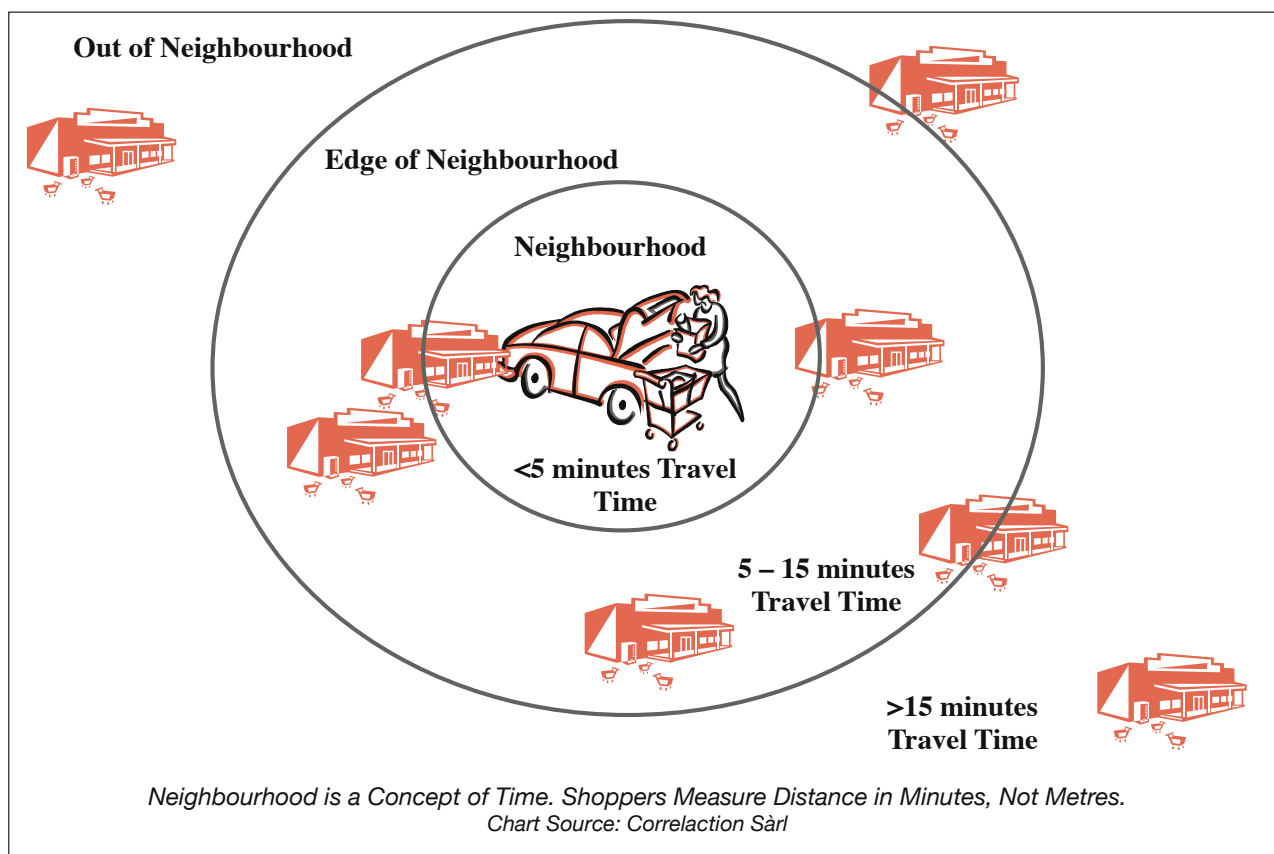 Out of Neighbourhood
Edge of Neighbourhood
Neighbourhood
<5 minutes Travel
Time
5 – 15 minutes
Travel Time
>15 minutes
Travel Time
Neighbourhood is a Concept of Time. Shoppers Measure Distance in Minutes, Not Metres.
Chart Source: Correlaction Sàrl